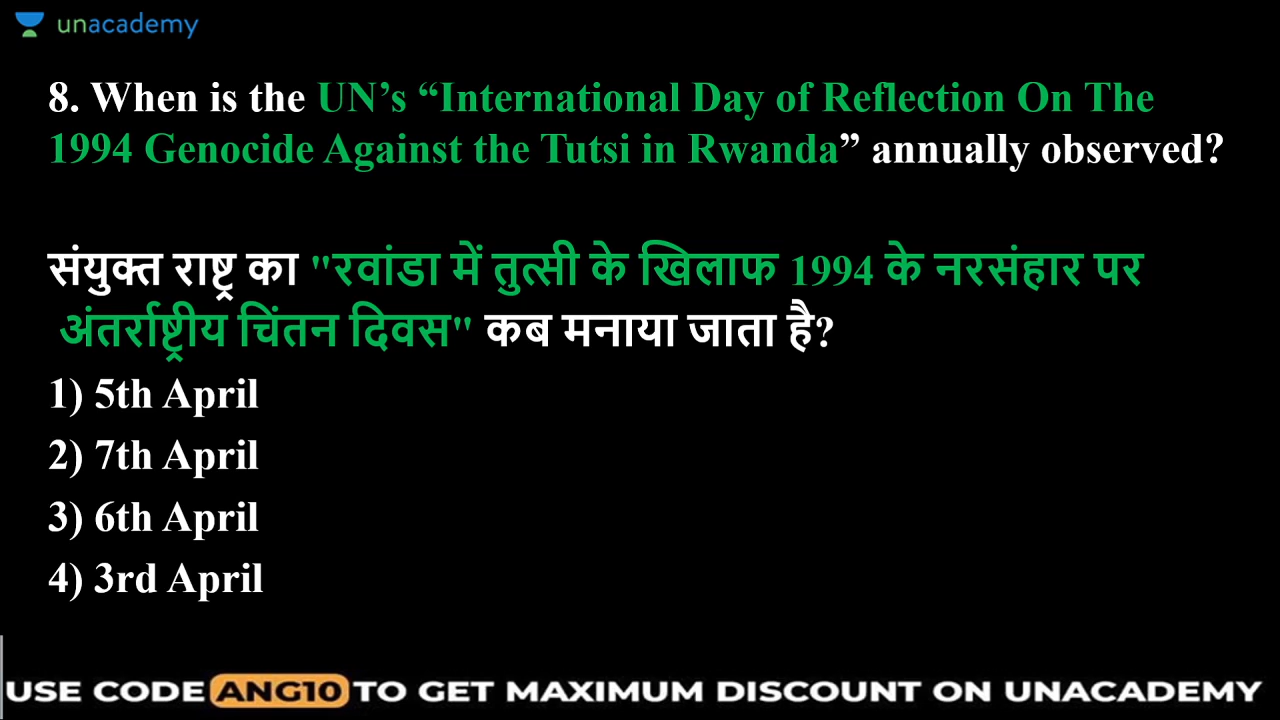 unacademy
8. When is the UN’s “International Day of Reflection On The
1994 Genocide Against the Tutsi in Rwanda” annually observed?
संयुक्त राष्ट्र का "रवांडा में तुत्सी के खिलाफ 1994 के नरसंहार पर
अंतर्राष्ट्रीय चिंतन दिवस" कब मनाया जाता है?
1) 5th April
2) 7th April
3) 6th April
4) 3rd April
USE CODE ANG10 TO GET MAXIMUM DISCOUNT ON UNACADEMY